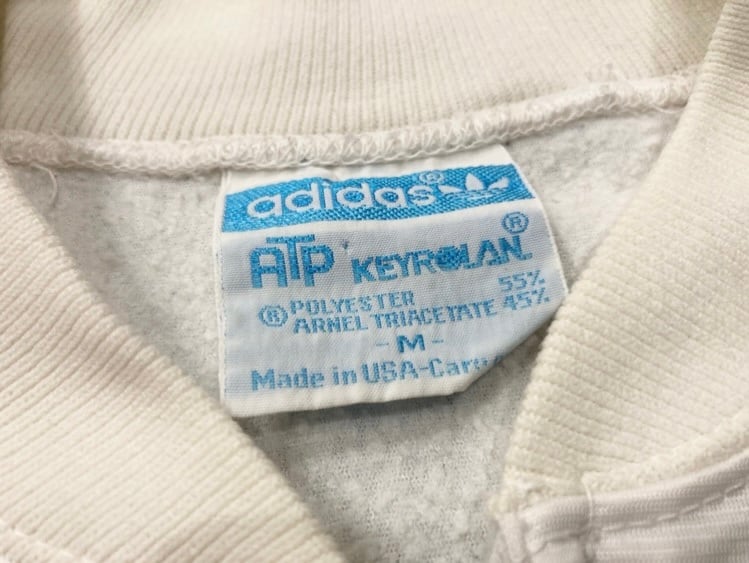 adidas®
ATP KEYROLAN®
® POLYESTER 55%
ARNEL TRIACETATE 45%
- M -
Made in USA-